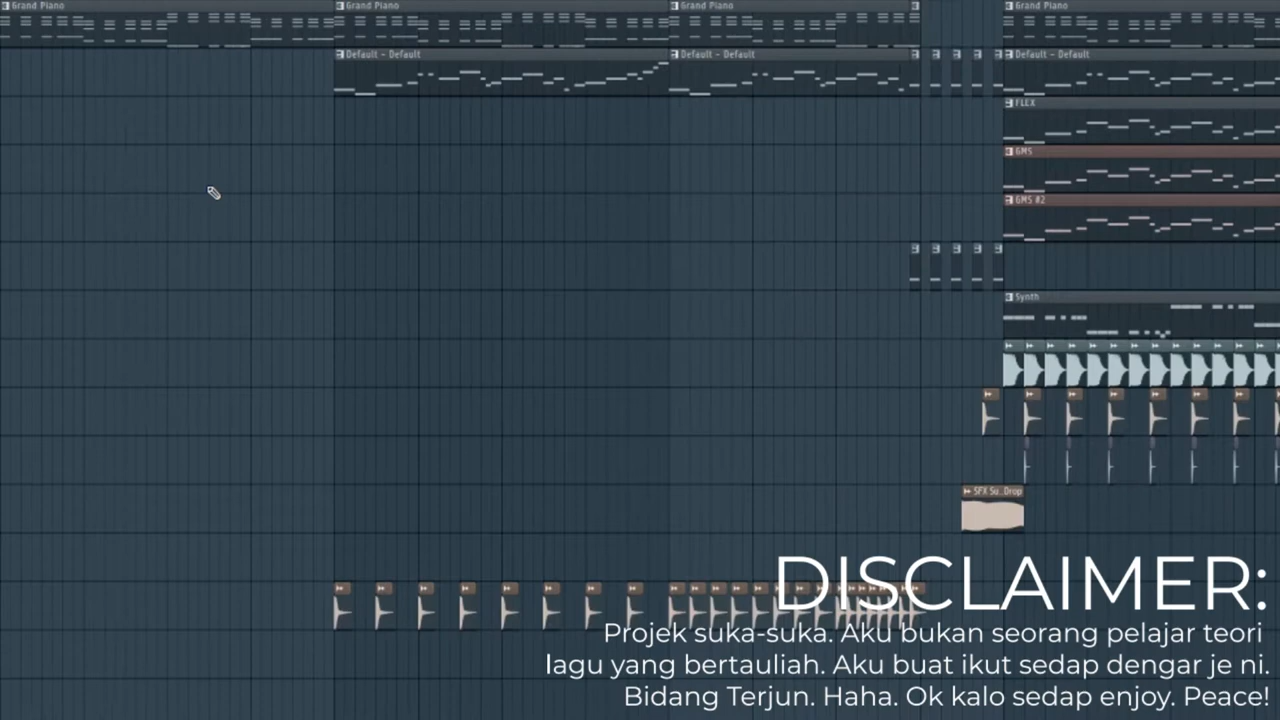 Grand Piano Grand Piano Grand Piano Grand Piano
Default - Default Default - Default Default - Default
FLEX
GMS
GMS #2
Synth
SFX Su..Drop
DISCLAIMER:
Projek suka-suka. Aku bukan seorang pelajar teori
lagu yang bertauliah. Aku buat ikut sedap dengar je ni.
Bidang Terjun. Haha. Ok kalo sedap enjoy. Peace!